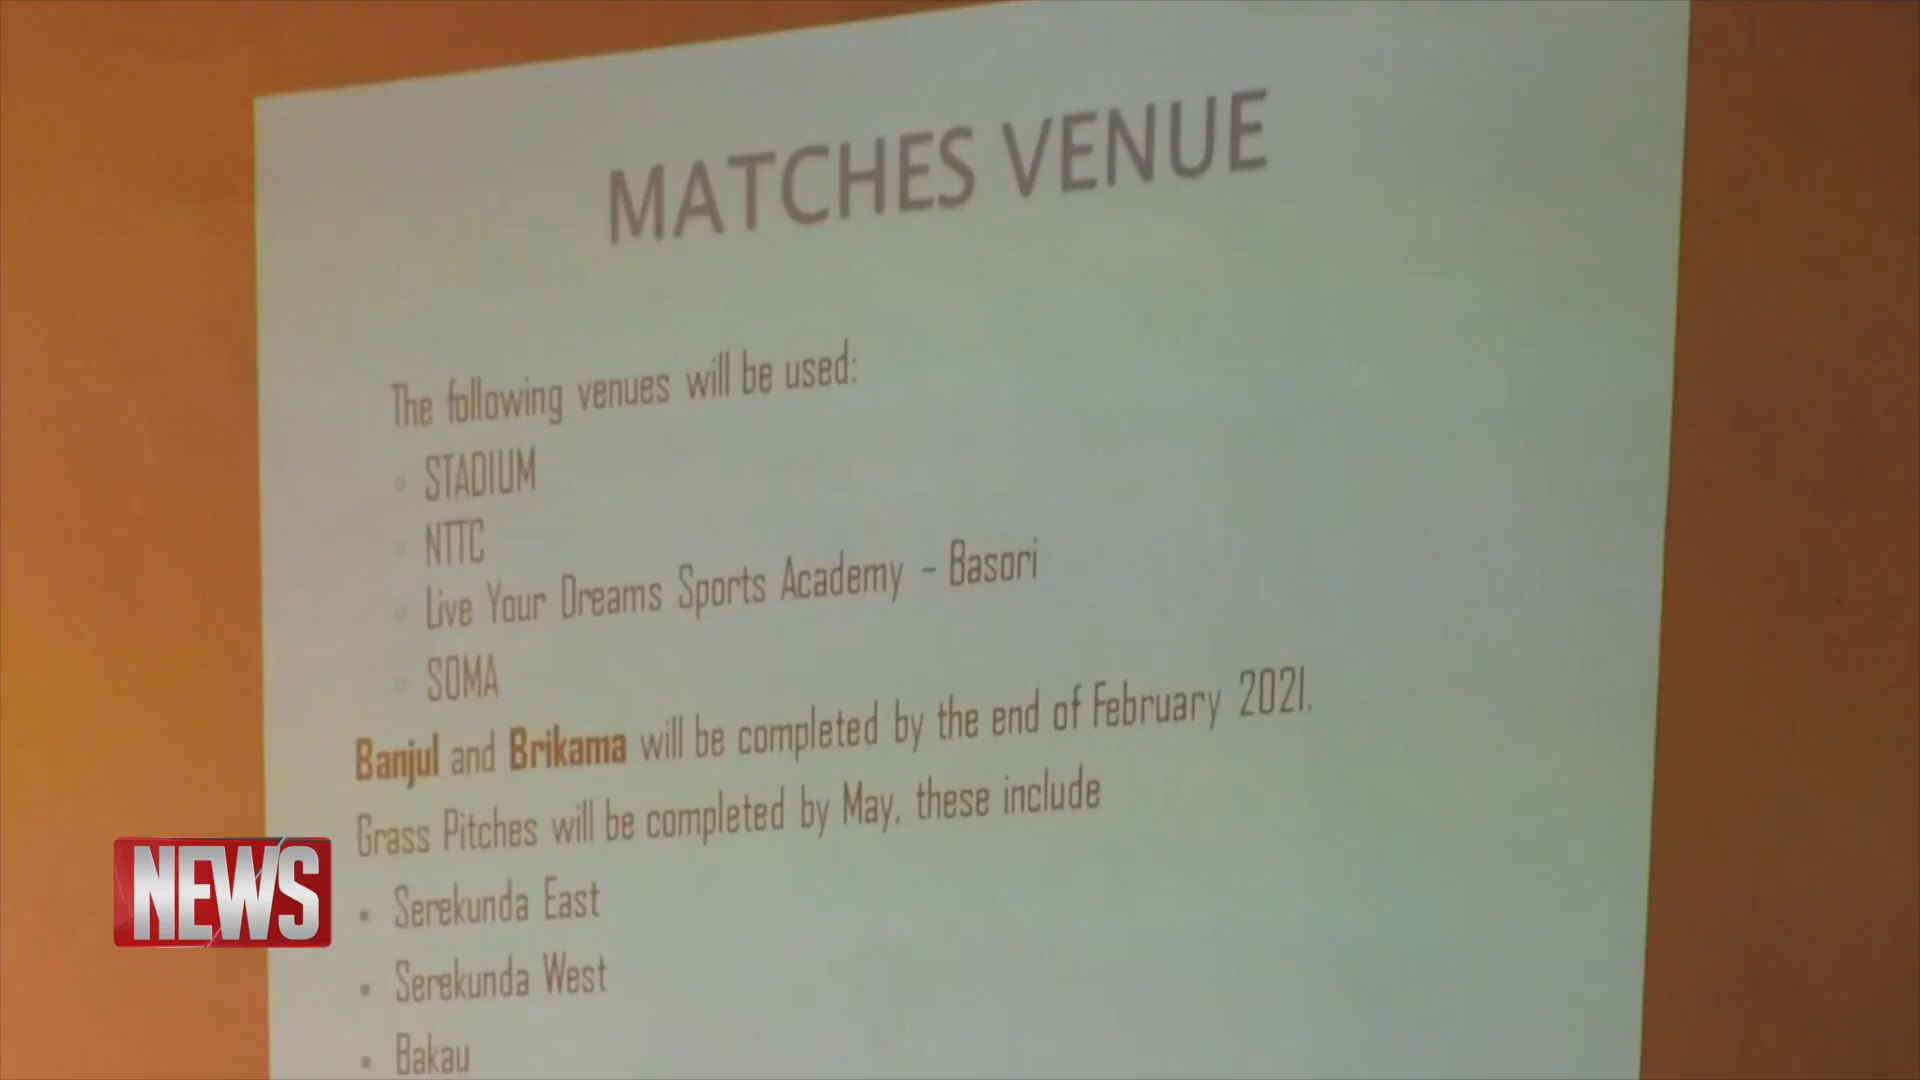 MATCHES VENUE
The following venues will be used:
STADIUM
NTTC
Live Your Dreams Sports Academy - Basori
SOMA
Banjul and Brikama will be completed by the end of February 2021.
Grass Pitches will be completed by May, these include
Serekunda East
NEWS
Serekunda West
Bakau